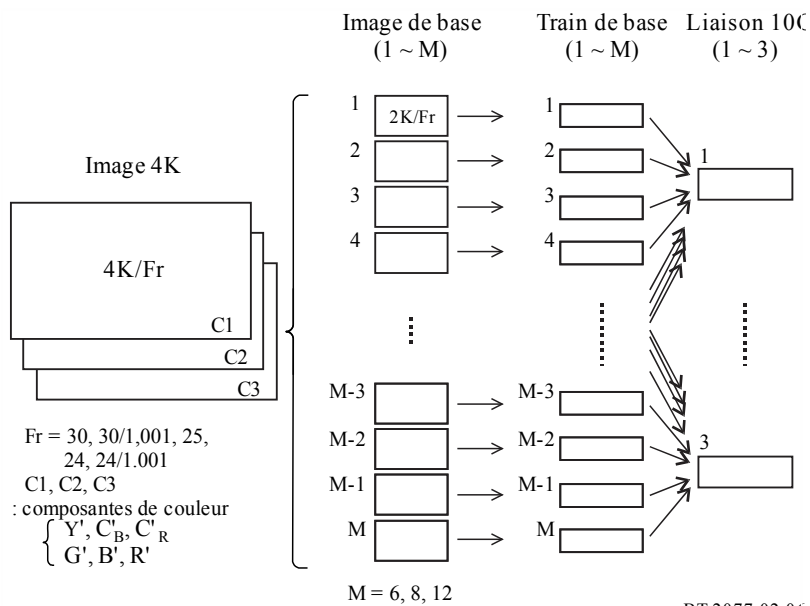 Image de base
(1 ~ M)
Train de base
(1 ~ M)
Liaison 10G
(1 ~ 3)
Image 4K
4K/Fr
C1
C2
C3
Fr = 30, 30/1,001, 25,
24, 24/1.001
C1, C2, C3
: composantes de couleur
Y', C'B, C'R
G', B', R'
1
2K/Fr
2
3
4
M-3
M-2
M-1
M
M = 6, 8, 12
1
2
3
4
M-3
M-2
M-1
M
1
3